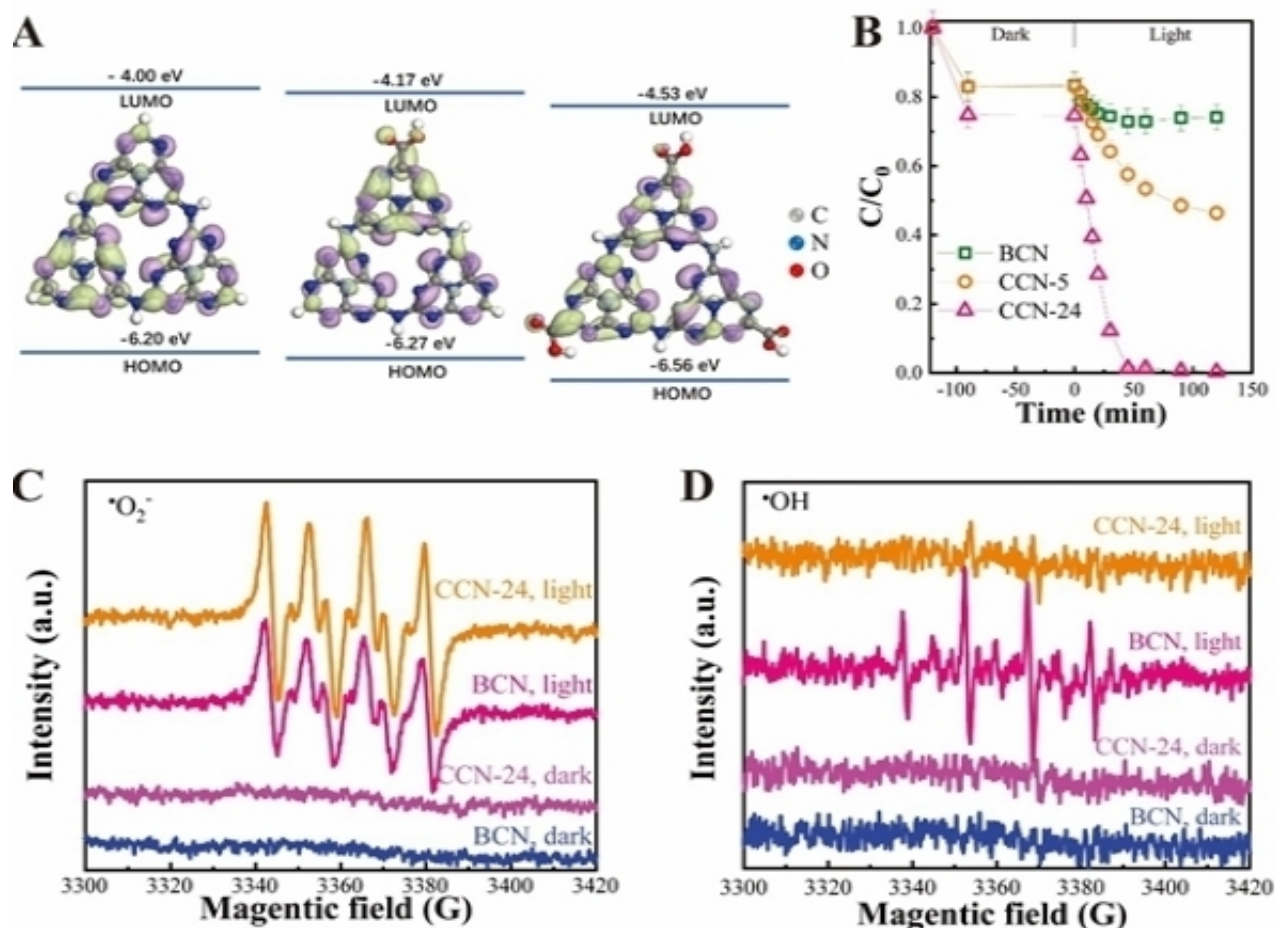 A
- 4.00 eV
LUMO
-6.20 eV
HOMO
-4.17 eV
LUMO
-6.27 eV
HOMO
-4.53 eV
LUMO
-6.56 eV
HOMO
C
N
O
B
Dark
Light
C/C0
1.0
0.8
0.6
0.4
0.2
0.0
BCN
CCN-5
CCN-24
-100
-50
0
50
100
150
Time (min)
C
•O2-
CCN-24, light
BCN, light
CCN-24, dark
BCN, dark
Intensity (a.u.)
3300
3320
3340
3360
3380
3400
3420
Magentic field (G)
D
•OH
CCN-24, light
BCN, light
CCN-24, dark
BCN, dark
Intensity (a.u.)
3300
3320
3340
3360
3380
3400
3420
Magentic field (G)